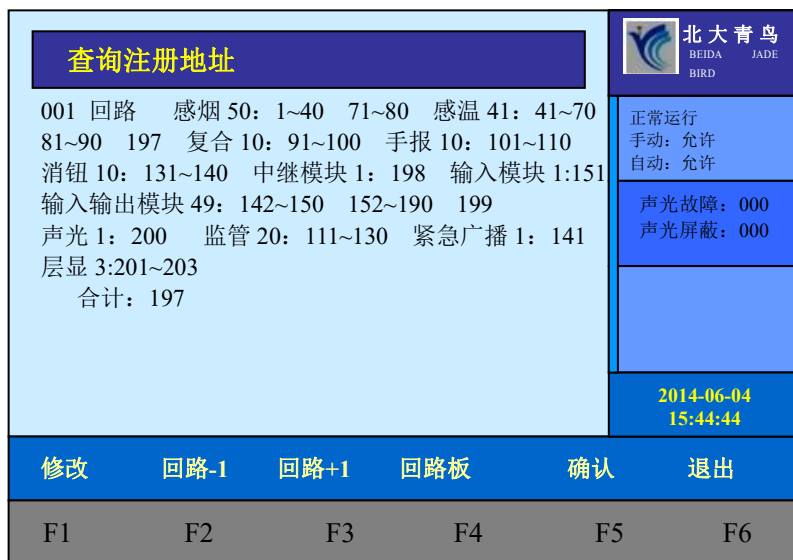 查询注册地址
北大青鸟
BEIDA JADE
BIRD
001 回路 感烟 50：1~40 71~80 感温 41：41~70
81~90 197 复合 10：91~100 手报 10：101~110
消钮 10：131~140 中继模块 1：198 输入模块 1:151
输入输出模块 49：142~150 152~190 199
声光 1：200 监管 20：111~130 紧急广播 1：141
层显 3:201~203
合计：197
正常运行
手动：允许
自动：允许
声光故障：000
声光屏蔽：000
2014-06-04
15:44:44
修改 回路-1 回路+1 回路板 确认 退出
F1 F2 F3 F4 F5 F6